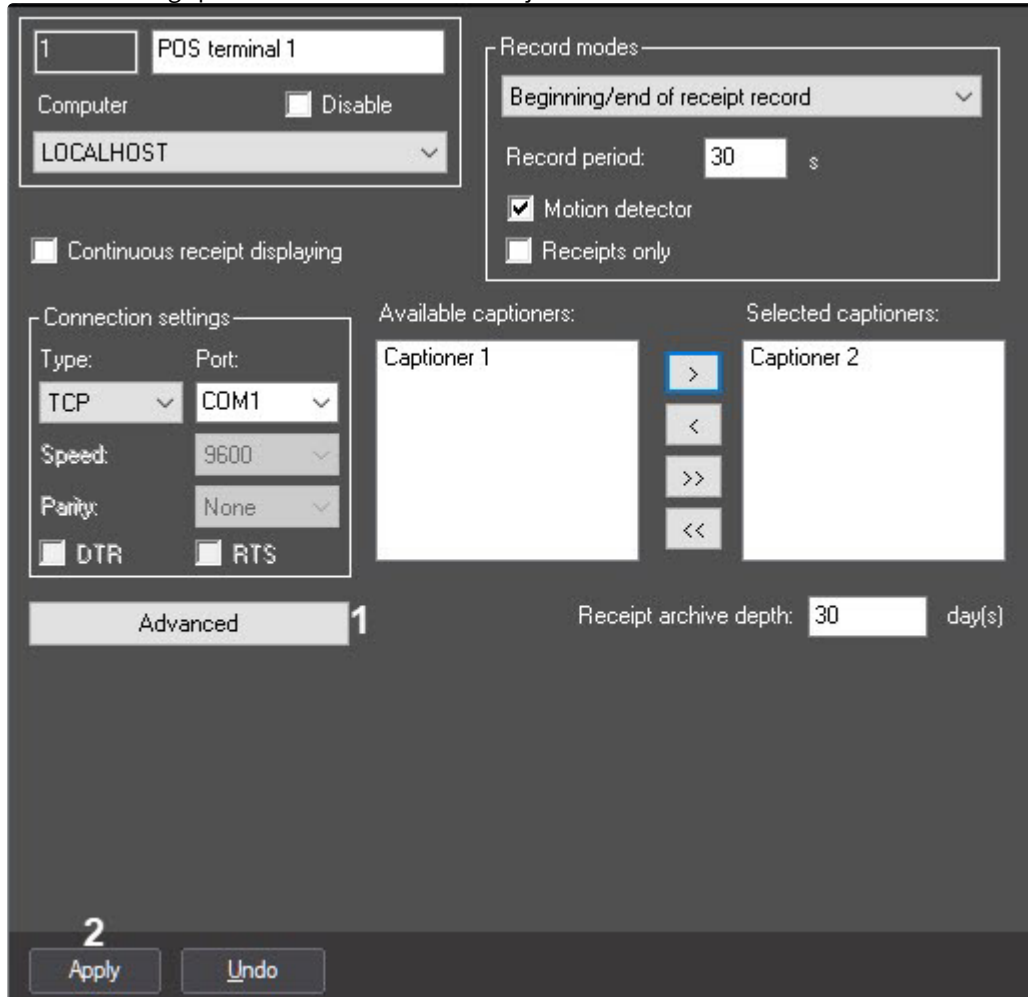 1 POS terminal 1
Computer Disable
LOCALHOST
Continuous receipt displaying
Record modes
Beginning/end of receipt record
Record period: 30 s
Motion detector
Receipts only
Connection settings
Type: Port:
TCP COM1
Speed: 9600
Parity: None
DTR RTS
Available captioners:
Captioner 1
>
<
>>
<<
Selected captioners:
Captioner 2
Advanced 1
Receipt archive depth: 30 day(s)
2
Apply Undo